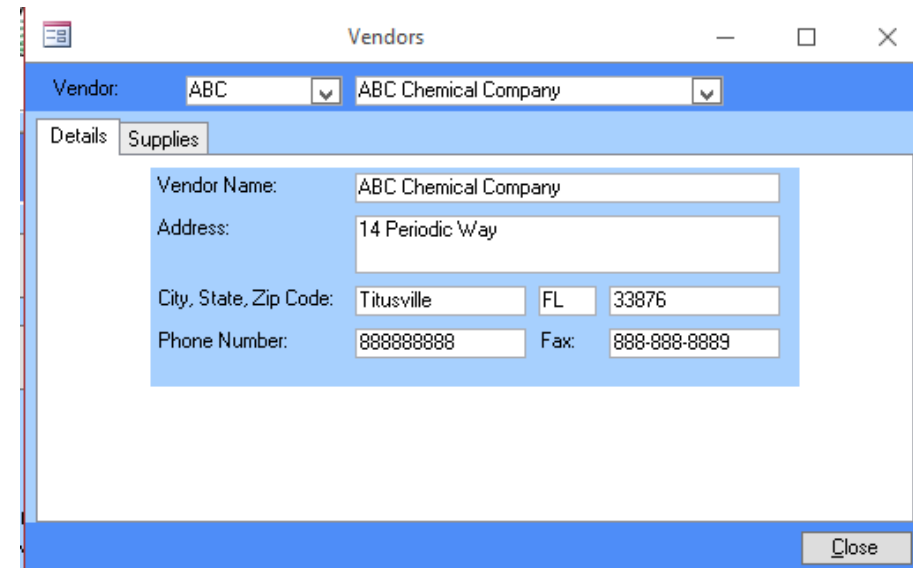 Vendors
Vendor: ABC ABC Chemical Company
Details Supplies
Vendor Name: ABC Chemical Company
Address: 14 Periodic Way
City, State, Zip Code: Titusville FL 33876
Phone Number: 888888888 Fax: 888-888-8889
Close